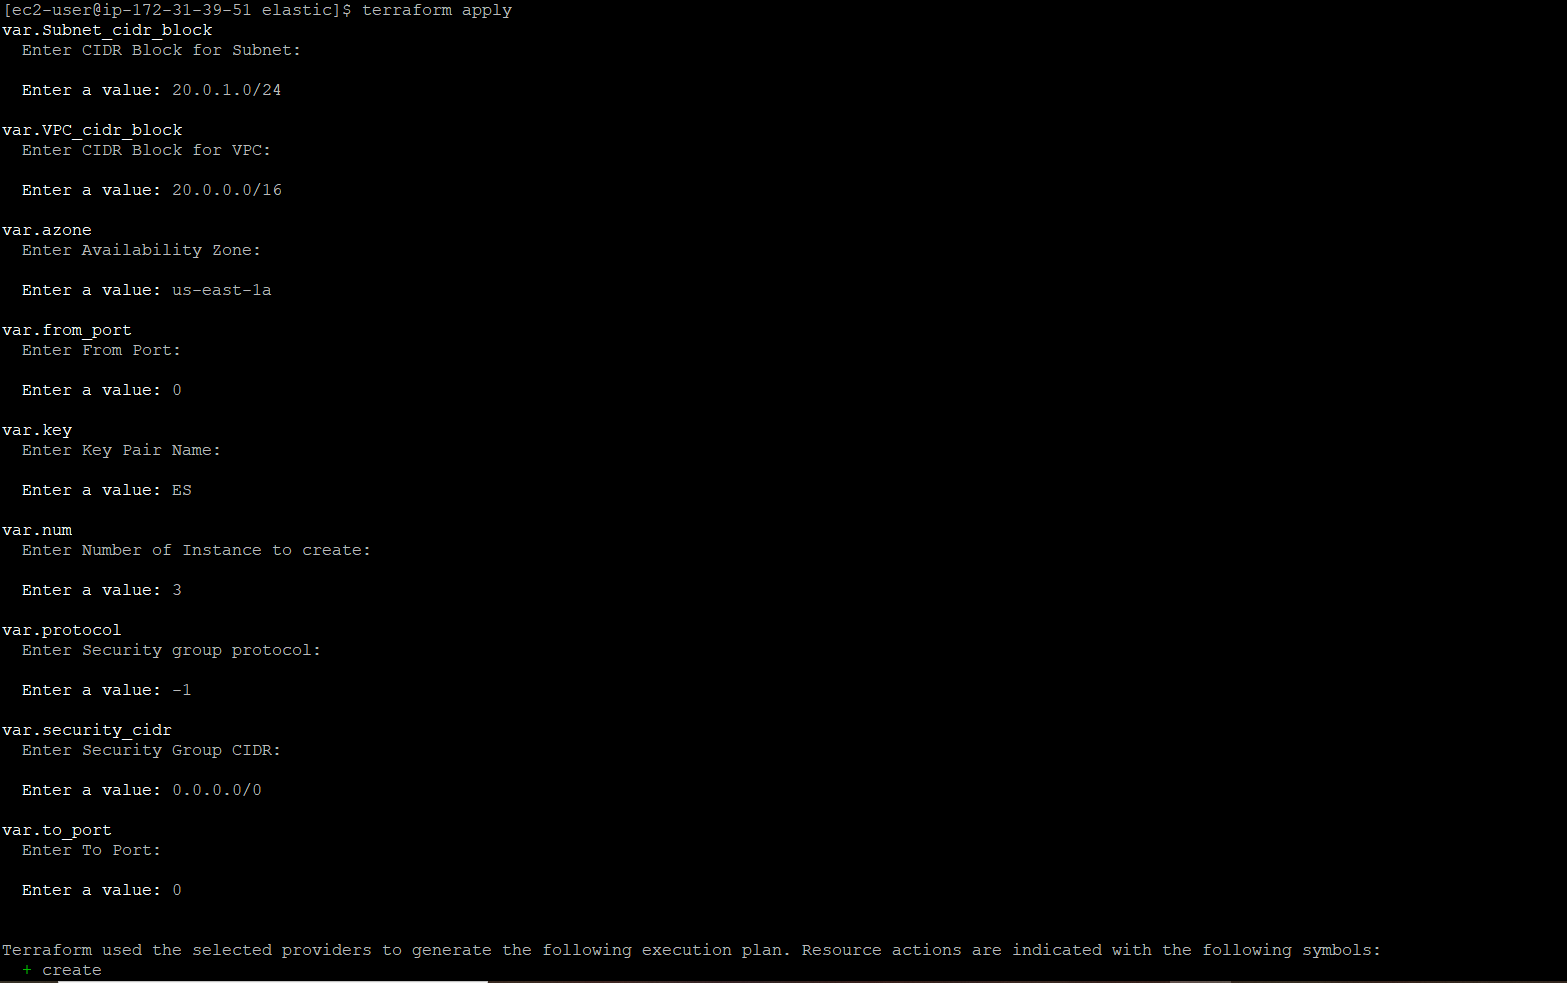 [ec2-user@ip-172-31-39-51 elastic]$ terraform apply
var.Subnet_cidr_block
Enter CIDR Block for Subnet:
Enter a value: 20.0.1.0/24
var.VPC_cidr_block
Enter CIDR Block for VPC:
Enter a value: 20.0.0.0/16
var.azone
Enter Availability Zone:
Enter a value: us-east-1a
var.from_port
Enter From Port:
Enter a value: 0
var.key
Enter Key Pair Name:
Enter a value: ES
var.num
Enter Number of Instance to create:
Enter a value: 3
var.protocol
Enter Security group protocol:
Enter a value: -1
var.security_cidr
Enter Security Group CIDR:
Enter a value: 0.0.0.0/0
var.to_port
Enter To Port:
Enter a value: 0
Terraform used the selected providers to generate the following execution plan. Resource actions are indicated with the following symbols:
+ create